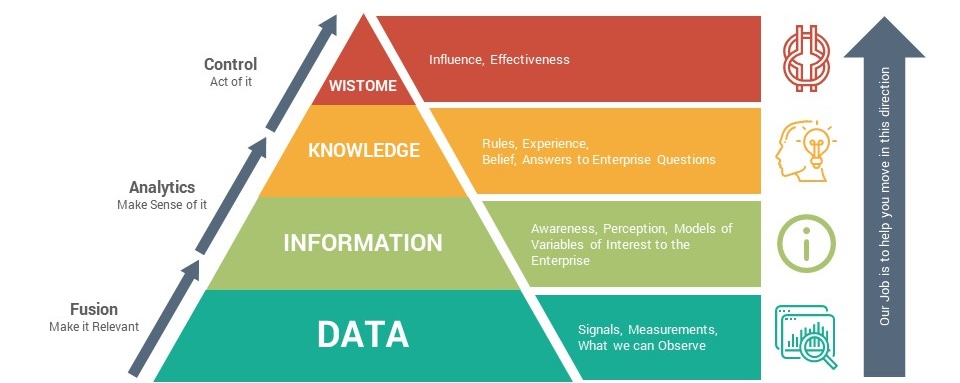 Control
Act of it
WISTOME
Influence, Effectiveness
Analytics
Make Sense of it
KNOWLEDGE
Rules, Experience,
Belief, Answers to Enterprise Questions
INFORMATION
Awareness, Perception, Models of
Variables of Interest to the
Enterprise
Fusion
Make it Relevant
DATA
Signals, Measurements,
What we can Observe
Our Job is to help you move in this direction